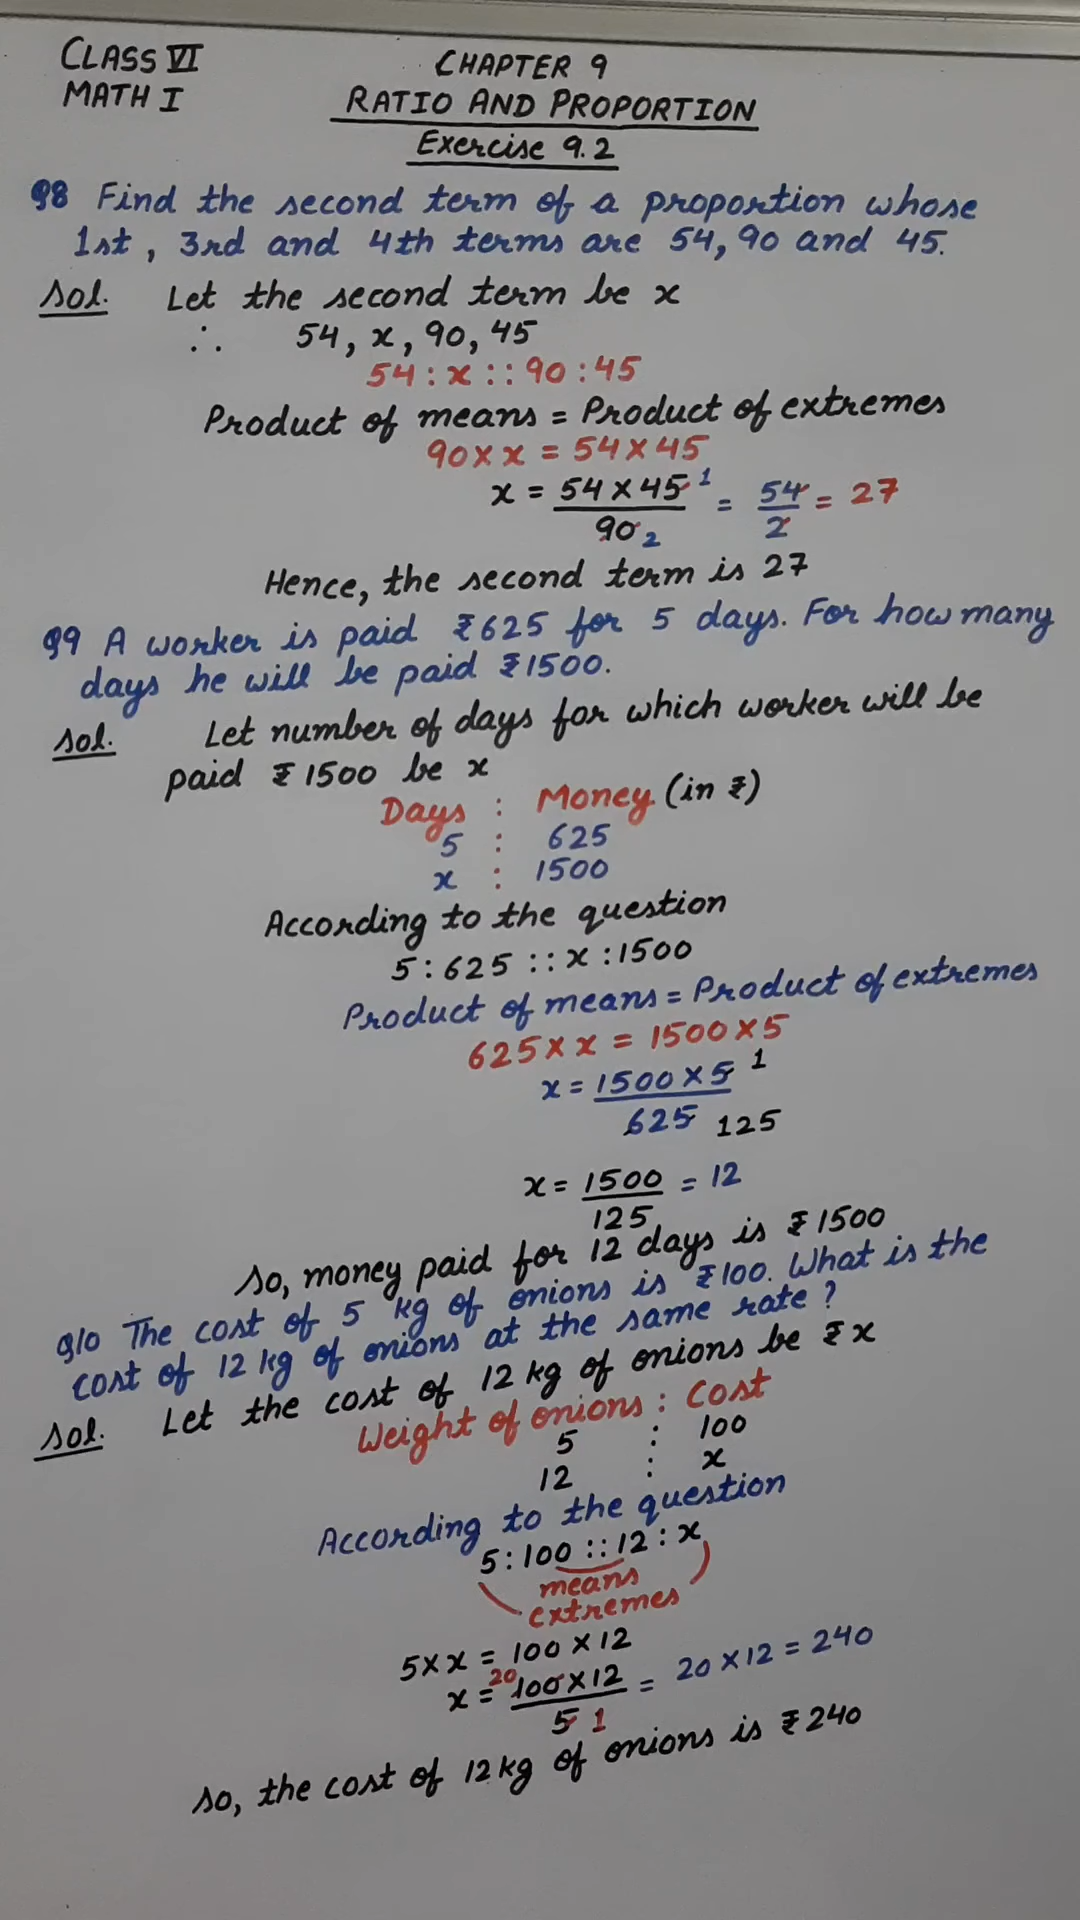 CLASS VI
MATH I
CHAPTER 9
RATIO AND PROPORTION
Exercise 9.2
Q8 Find the second term of a proportion whose
1st, 3rd and 4th terms are 54, 90 and 45.
Sol. Let the second term be x
∴ 54, x, 90, 45
54 : x :: 90 : 45
Product of means = Product of extremes
90 × x = 54 × 45
x = 54 × 45 1 / 90 2 = 54 / 2 = 27
Hence, the second term is 27
Q9 A worker is paid ₹625 for 5 days. For how many
days he will be paid ₹1500.
Sol. Let number of days for which worker will be
paid ₹1500 be x
Days : Money (in ₹)
5 : 625
x : 1500
According to the question
5 : 625 :: x : 1500
Product of means = Product of extremes
625 × x = 1500 × 5
x = 1500 × 5 1 / 625 125
x = 1500 / 125 = 12
So, money paid for 12 days is ₹1500
Q10 The cost of 5 kg of onions is ₹100. What is the
cost of 12 kg of onions at the same rate?
Sol. Let the cost of 12 kg of onions be ₹x
Weight of onions : Cost
5 : 100
12 : x
According to the question
5 : 100 :: 12 : x
means
extremes
5 × x = 100 × 12
x = 20 100 × 12 / 5 1 = 20 × 12 = 240
So, the cost of 12 kg of onions is ₹240